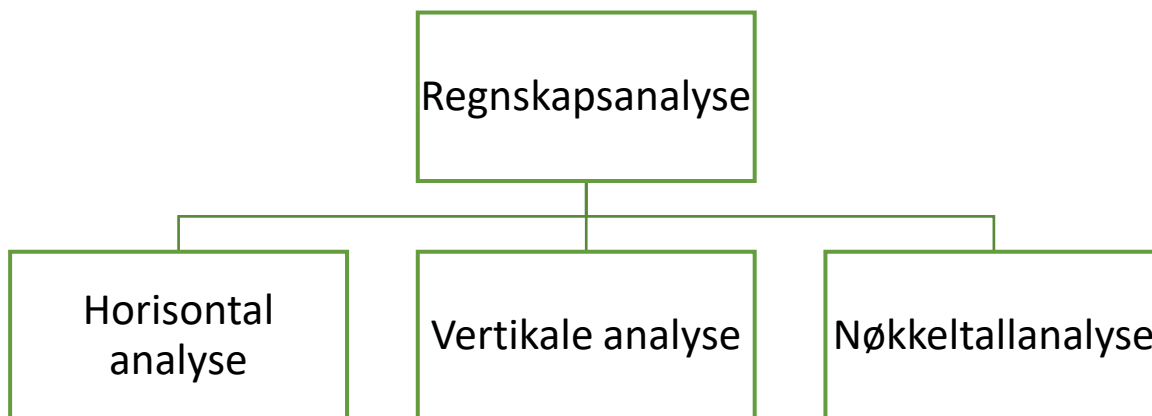 Regnskapsanalyse
Horisontal
analyse
Vertikale analyse
Nøkkeltallanalyse